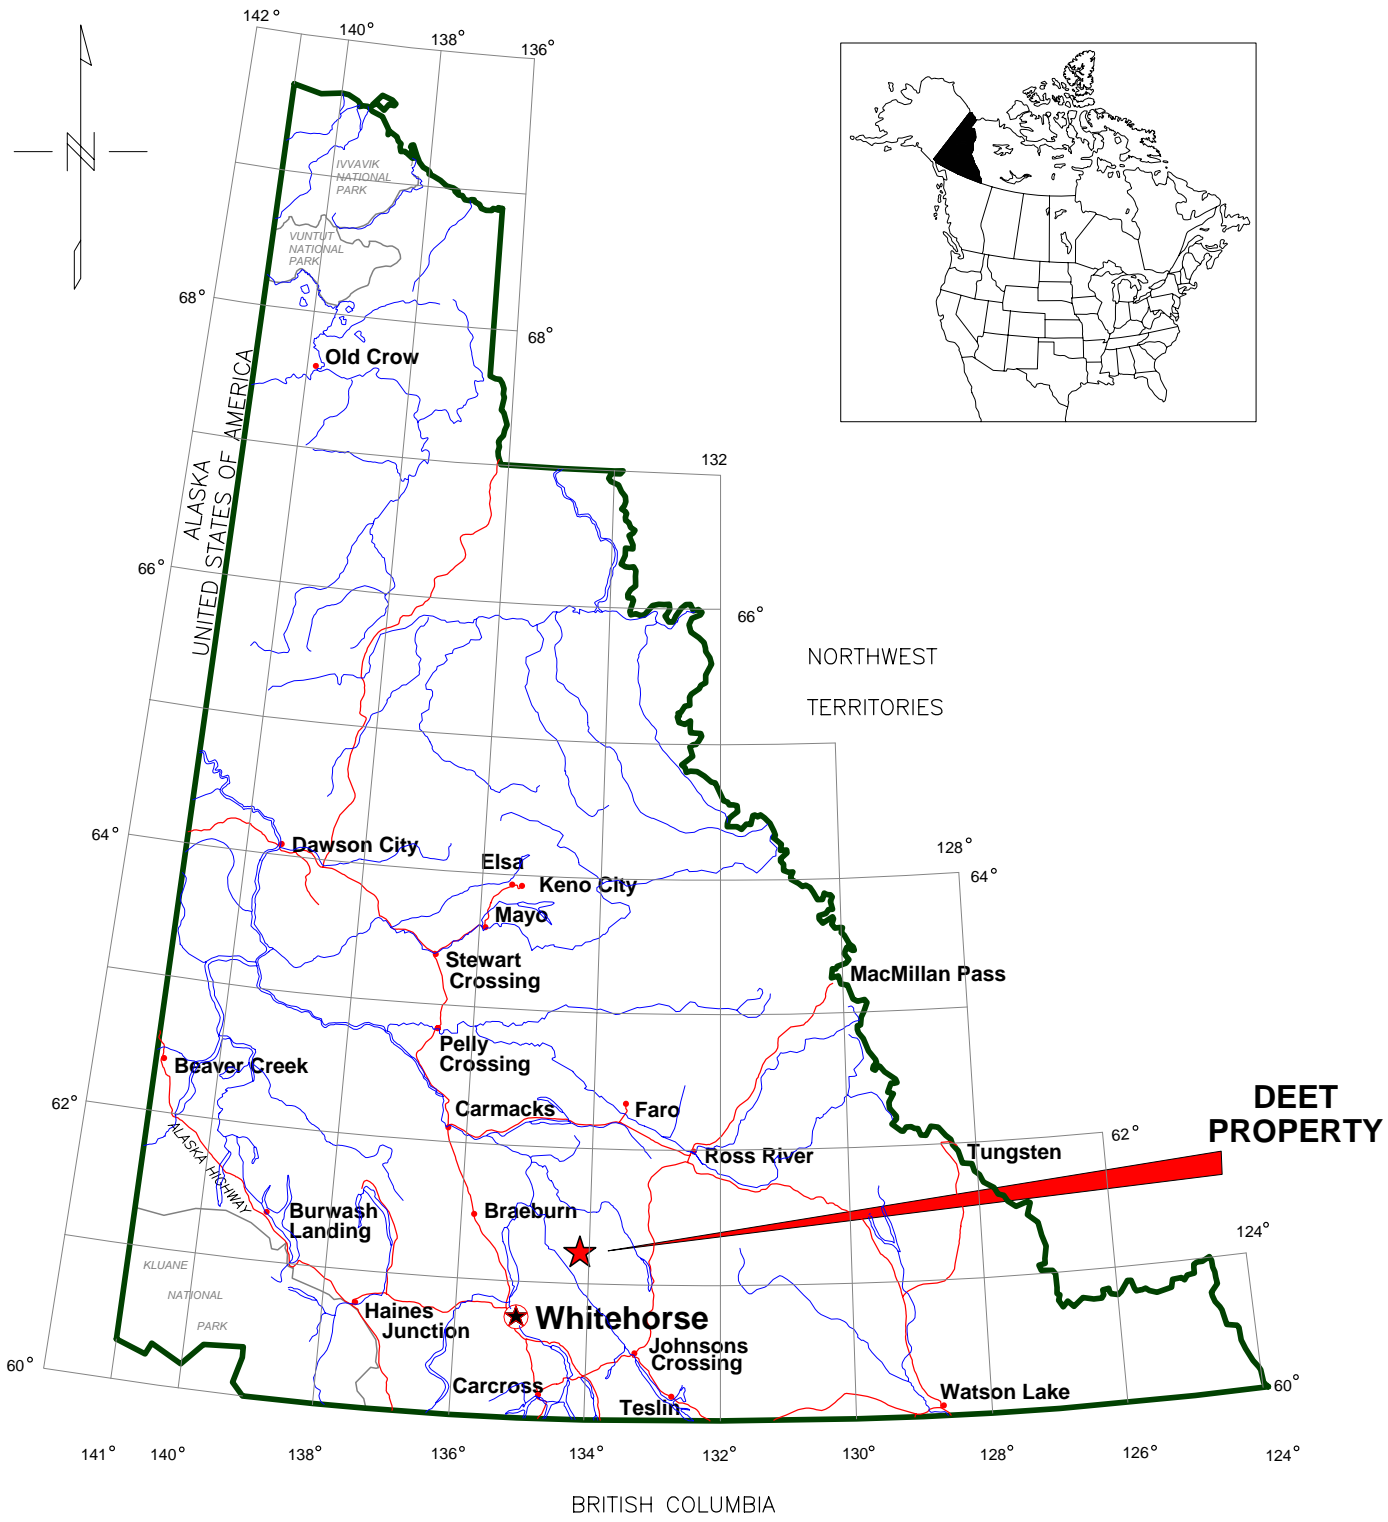 142°
140°
138°
136°
N
IVVAVIK
NATIONAL
PARK
VUNTUT
NATIONAL
PARK
68°
68°
Old Crow
ALASKA
UNITED STATES OF AMERICA
132
66°
66°
NORTHWEST
TERRITORIES
64°
Dawson City
Elsa
Keno City
128°
64°
Mayo
Stewart
Crossing
MacMillan Pass
Pelly
Crossing
Beaver Creek
62°
Carmacks
Faro
DEET
PROPERTY
62°
ALASKA HIGHWAY
Ross River
Tungsten
Burwash
Landing
Braeburn
124°
KLUANE
NATIONAL
PARK
Haines
Junction
Whitehorse
Johnsons
Crossing
60°
Carcross
Teslin
Watson Lake
60°
141°
140°
138°
136°
134°
132°
130°
128°
126°
124°
BRITISH COLUMBIA